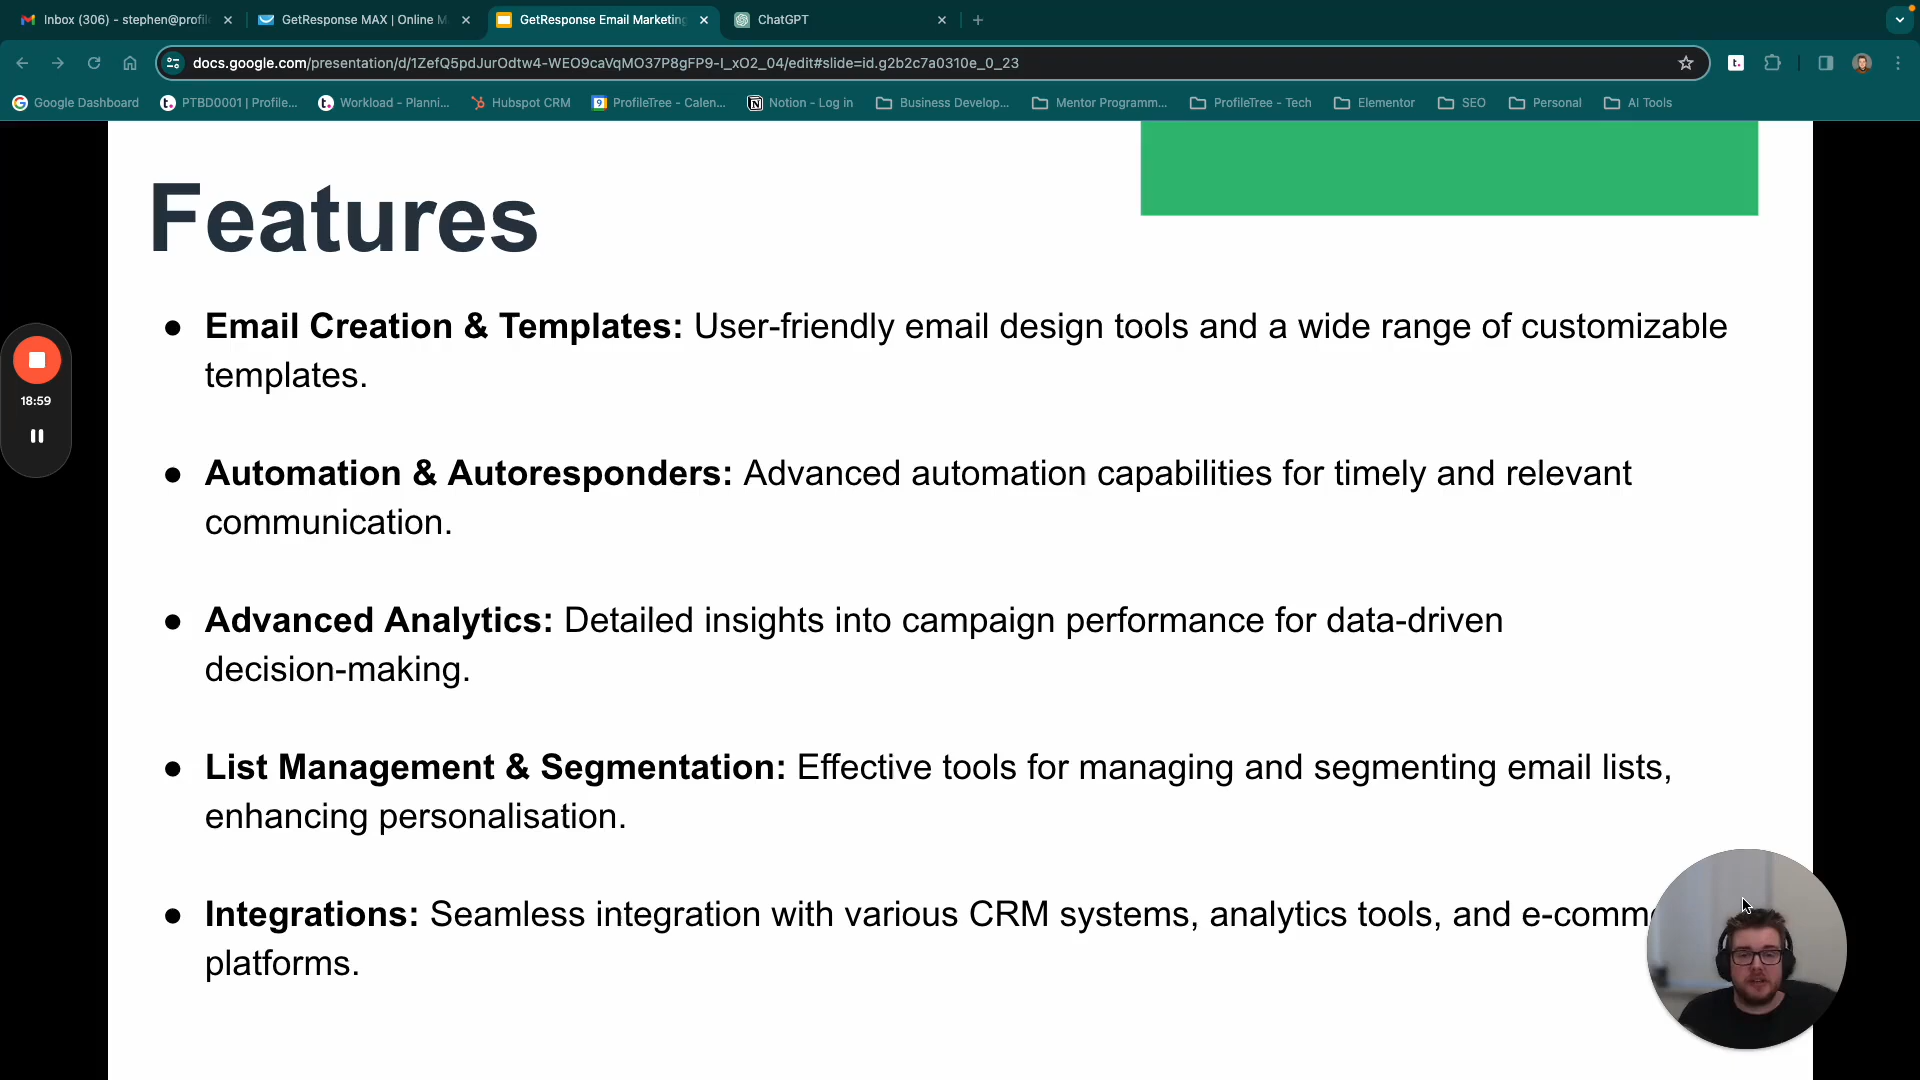 Inbox (306) - stephen@profil
GetResponse MAX | Online M
GetResponse Email Marketing
ChatGPT
docs.google.com/presentation/d/1ZefQ5pdJurOdtw4-WEO9caVqMO37P8gFP9-I_xO2_04/edit#slide=id.g2b2c7a0310e_0_23
Google Dashboard
PTBD0001 | Profile...
Workload - Planni...
Hubspot CRM
ProfileTree - Calen...
Notion - Log in
Business Develop...
Mentor Programm...
ProfileTree - Tech
Elementor
SEO
Personal
AI Tools
Features
● Email Creation & Templates: User-friendly email design tools and a wide range of customizable
templates.
● Automation & Autoresponders: Advanced automation capabilities for timely and relevant
communication.
● Advanced Analytics: Detailed insights into campaign performance for data-driven
decision-making.
● List Management & Segmentation: Effective tools for managing and segmenting email lists,
enhancing personalisation.
● Integrations: Seamless integration with various CRM systems, analytics tools, and e-comm
platforms.
18:59